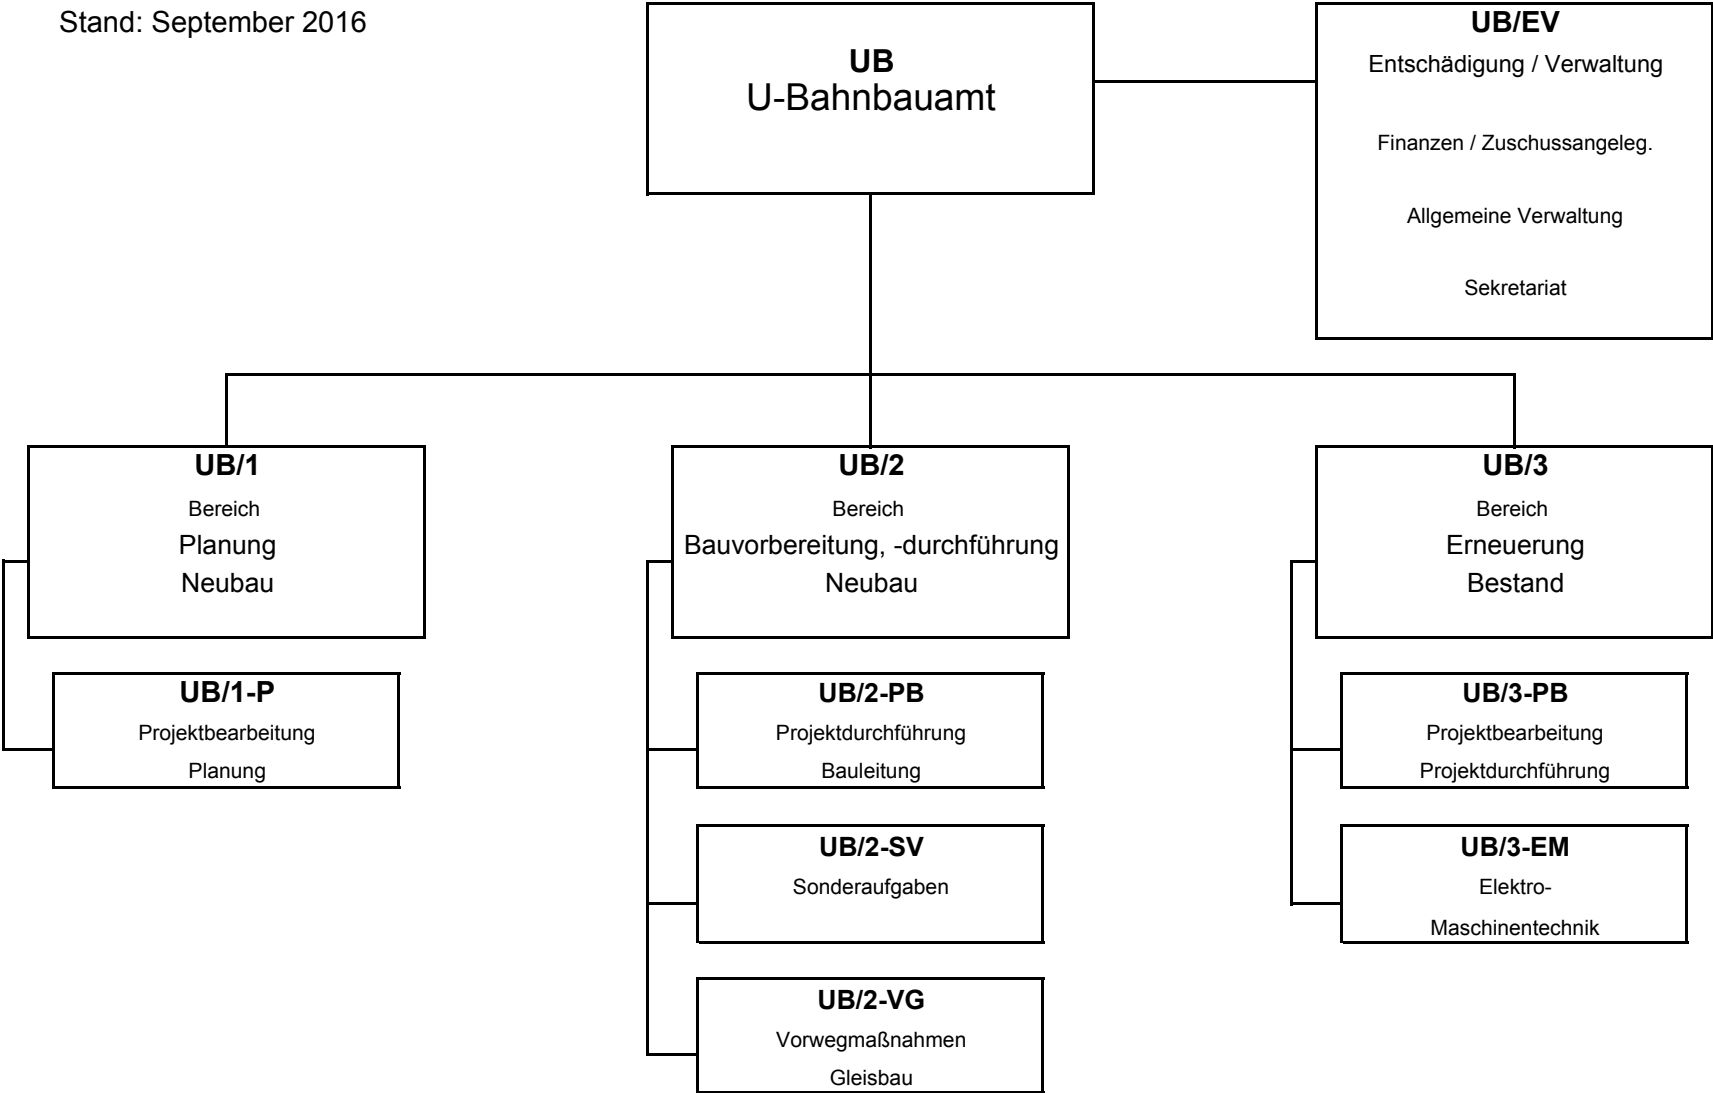 Stand: September 2016
UB
U-Bahnbauamt
UB/EV
Entschädigung / Verwaltung
Finanzen / Zuschussangeleg.
Allgemeine Verwaltung
Sekretariat
UB/1
Bereich
Planung
Neubau
UB/1-P
Projektbearbeitung
Planung
UB/2
Bereich
Bauvorbereitung, -durchführung
Neubau
UB/2-PB
Projektdurchführung
Bauleitung
UB/2-SV
Sonderaufgaben
UB/2-VG
Vorwegmaßnahmen
Gleisbau
UB/3
Bereich
Erneuerung
Bestand
UB/3-PB
Projektbearbeitung
Projektdurchführung
UB/3-EM
Elektro-
Maschinentechnik